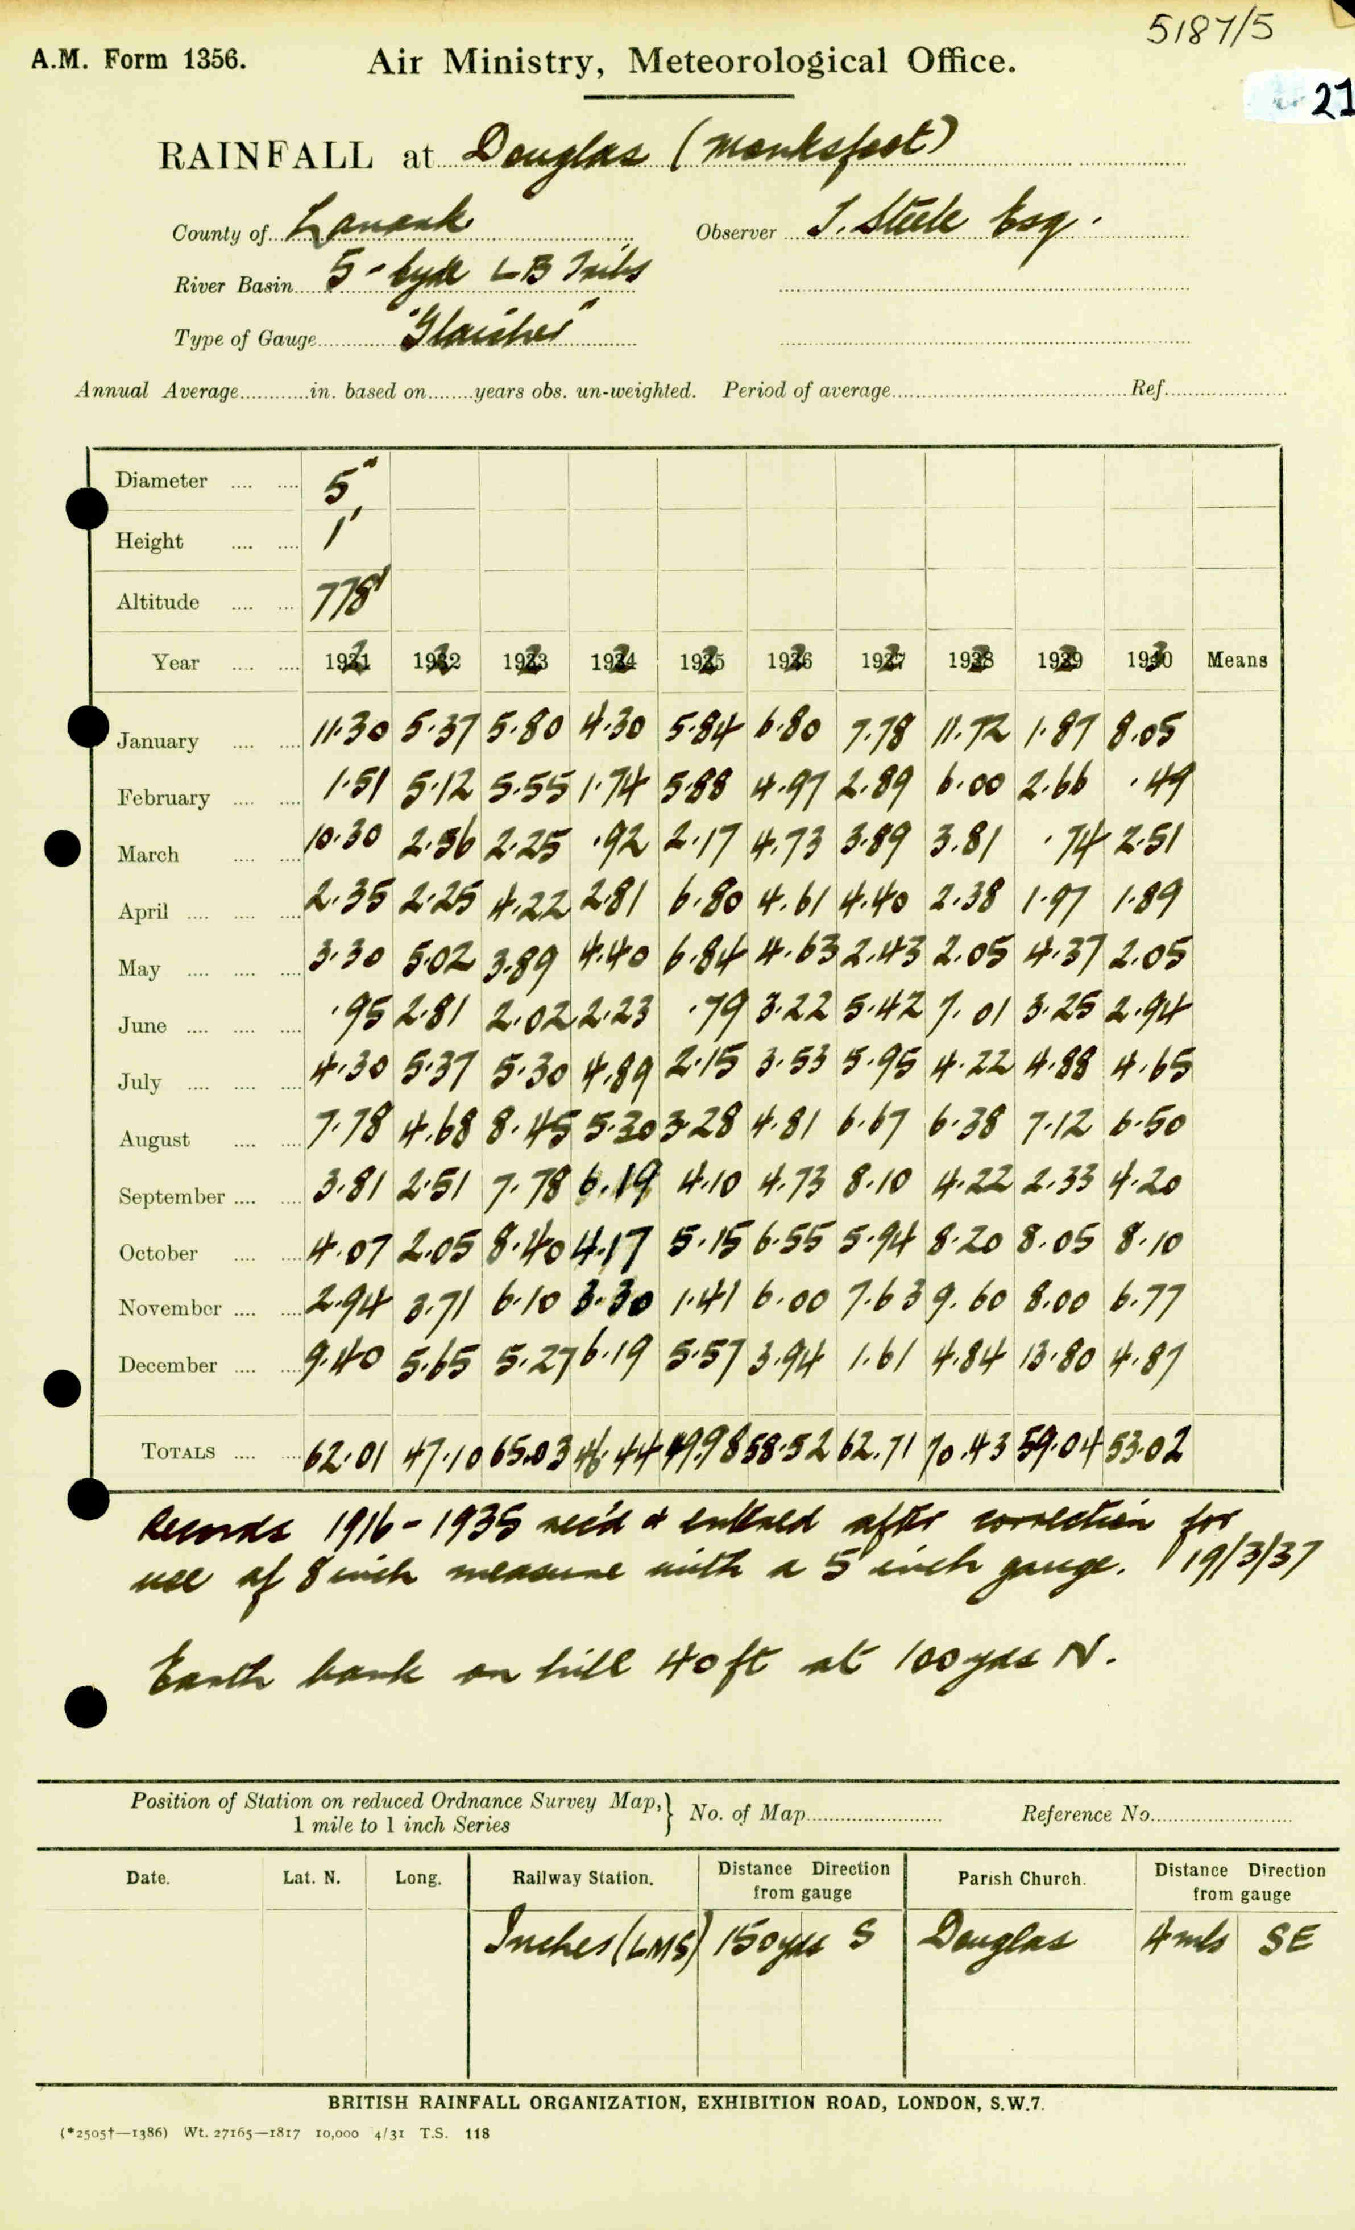 5187/5
A.M. Form 1356. Air Ministry, Meteorological Office.
21
RAINFALL at Douglas (Monksfoot)
County of Lanark Observer J. Steele Esq.
River Basin 5 - Clyde LB Tribs
Type of Gauge "Glaisher"
Annual Average in. based on years obs. un-weighted. Period of average Ref.
Diameter 5"
Height 1'
Altitude 778'
Year 1921 1922 1923 1924 1925 1926 1927 1928 1929 1930 Means
January 11.30 5.37 5.80 4.30 5.84 6.80 7.78 11.72 1.87 8.05
February 1.51 5.12 5.55 1.74 5.88 4.97 2.89 6.00 2.66 .49
March 10.30 2.56 2.25 .92 2.17 4.73 3.89 3.81 .74 2.51
April 2.35 2.25 4.22 2.81 6.80 4.61 4.40 2.38 1.97 1.89
May 3.30 5.02 3.89 4.40 6.84 4.63 2.43 2.05 4.37 2.05
June .95 2.81 2.02 2.23 .79 3.22 5.42 7.01 3.25 2.94
July 4.30 5.37 5.30 4.89 2.15 3.53 5.95 4.22 4.88 4.65
August 7.78 4.68 8.45 5.30 3.28 4.81 6.67 6.38 7.12 6.50
September 3.81 2.51 7.78 6.19 4.10 4.73 8.10 4.22 2.33 4.20
October 4.07 2.05 8.40 4.17 5.15 6.55 5.94 8.20 8.05 8.10
November 2.94 3.71 6.10 3.30 1.41 6.00 7.63 9.60 8.00 6.77
December 9.40 5.65 5.27 6.19 5.57 3.94 1.61 4.84 13.80 4.87
TOTALS 62.01 47.10 65.03 46.44 49.98 58.52 62.71 70.43 59.04 53.02
Records 1916 - 1935 rec'd & entered after correction for
use of 8 inch measure with a 5 inch gauge. 19/3/37
Earth bank on hill 40 ft at 100 yds N.
Position of Station on reduced Ordnance Survey Map, 1 mile to 1 inch Series } No. of Map Reference No.
Date. Lat. N. Long. Railway Station. Distance Direction from gauge Parish Church. Distance Direction from gauge
Inches (LMS) 150 yds S Douglas 4 mls SE
BRITISH RAINFALL ORGANIZATION, EXHIBITION ROAD, LONDON, S.W.7.
(*2505†—1386) Wt. 27165—1817 10,000 4/31 T.S. 118